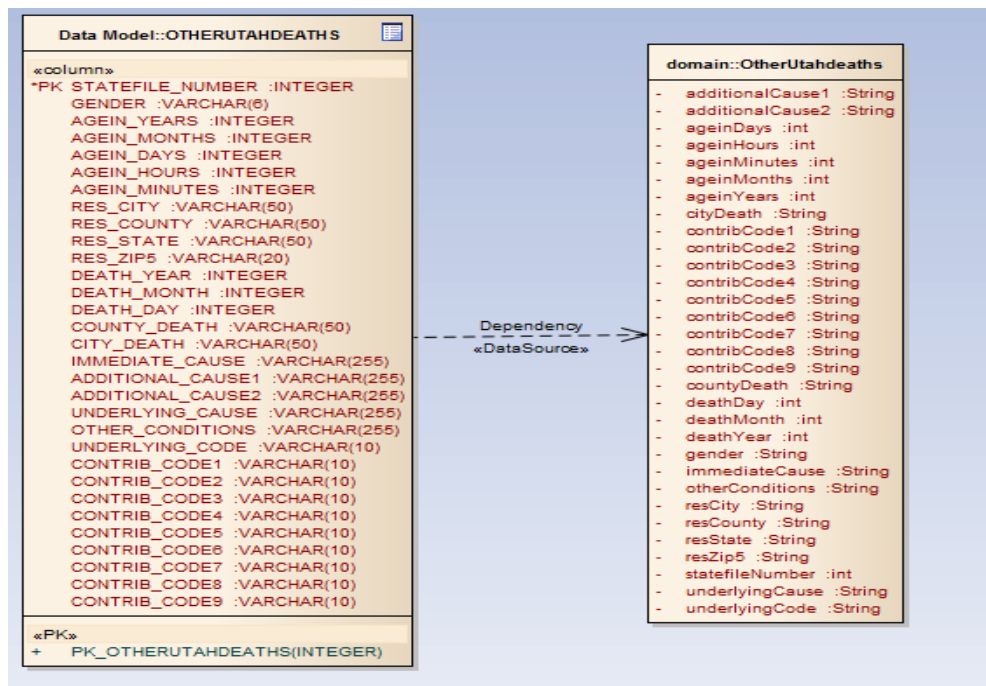 Data Model::OTHERUTAHDEATHS
«column»
*PK STATEFILE_NUMBER :INTEGER
GENDER :VARCHAR(6)
AGEIN_YEARS :INTEGER
AGEIN_MONTHS :INTEGER
AGEIN_DAYS :INTEGER
AGEIN_HOURS :INTEGER
AGEIN_MINUTES :INTEGER
RES_CITY :VARCHAR(50)
RES_COUNTY :VARCHAR(50)
RES_STATE :VARCHAR(50)
RES_ZIP5 :VARCHAR(20)
DEATH_YEAR :INTEGER
DEATH_MONTH :INTEGER
DEATH_DAY :INTEGER
COUNTY_DEATH :VARCHAR(50)
CITY_DEATH :VARCHAR(50)
IMMEDIATE_CAUSE :VARCHAR(255)
ADDITIONAL_CAUSE1 :VARCHAR(255)
ADDITIONAL_CAUSE2 :VARCHAR(255)
UNDERLYING_CAUSE :VARCHAR(255)
OTHER_CONDITIONS :VARCHAR(255)
UNDERLYING_CODE :VARCHAR(10)
CONTRIB_CODE1 :VARCHAR(10)
CONTRIB_CODE2 :VARCHAR(10)
CONTRIB_CODE3 :VARCHAR(10)
CONTRIB_CODE4 :VARCHAR(10)
CONTRIB_CODE5 :VARCHAR(10)
CONTRIB_CODE6 :VARCHAR(10)
CONTRIB_CODE7 :VARCHAR(10)
CONTRIB_CODE8 :VARCHAR(10)
CONTRIB_CODE9 :VARCHAR(10)
«PK»
+ PK_OTHERUTAHDEATHS(INTEGER)
Dependency
«DataSource»
domain::OtherUtahdeaths
- additionalCause1 :String
- additionalCause2 :String
- ageinDays :int
- ageinHours :int
- ageinMinutes :int
- ageinMonths :int
- ageinYears :int
- cityDeath :String
- contribCode1 :String
- contribCode2 :String
- contribCode3 :String
- contribCode4 :String
- contribCode5 :String
- contribCode6 :String
- contribCode7 :String
- contribCode8 :String
- contribCode9 :String
- countyDeath :String
- deathDay :int
- deathMonth :int
- deathYear :int
- gender :String
- immediateCause :String
- otherConditions :String
- resCity :String
- resCounty :String
- resState :String
- resZip5 :String
- statefileNumber :int
- underlyingCause :String
- underlyingCode :String